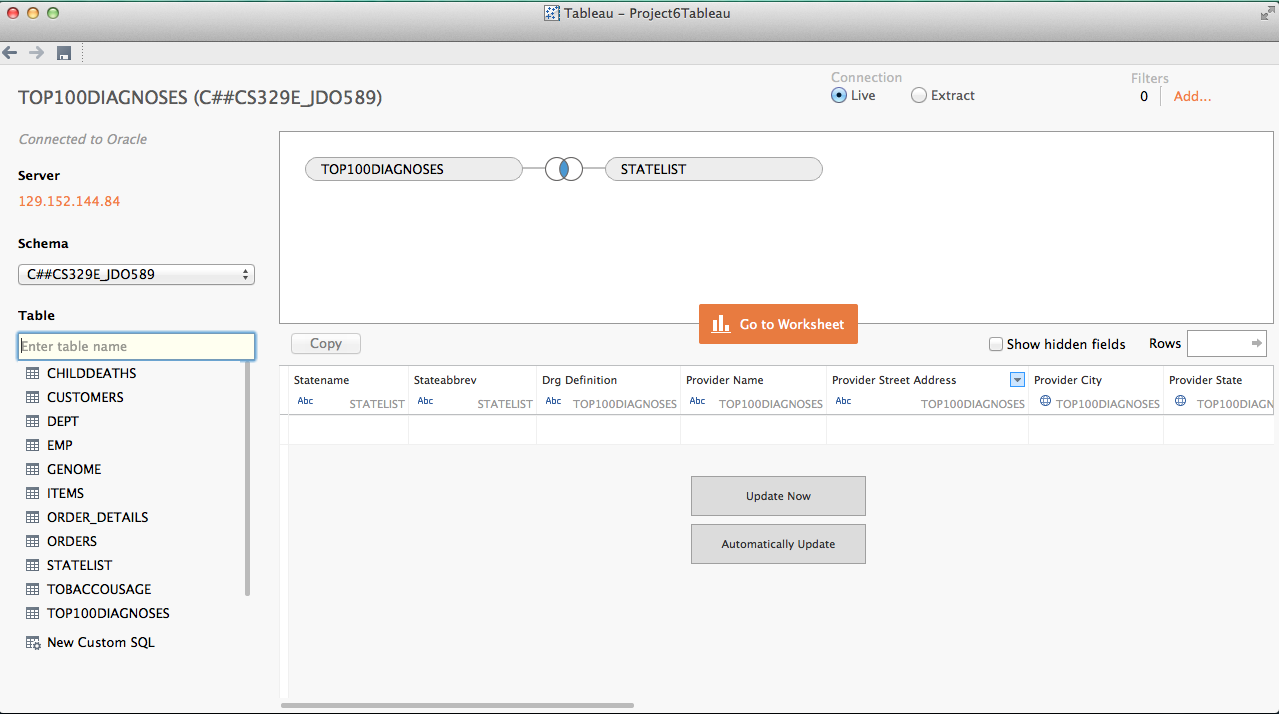 Tableau - Project6Tableau
TOP100DIAGNOSES (C##CS329E_JDO589)
Connection
Live
Extract
Filters
0
Add...
Connected to Oracle
Server
129.152.144.84
Schema
C##CS329E_JDO589
Table
Enter table name
CHILDDEATHS
CUSTOMERS
DEPT
EMP
GENOME
ITEMS
ORDER_DETAILS
ORDERS
STATELIST
TOBACCOUSAGE
TOP100DIAGNOSES
New Custom SQL
TOP100DIAGNOSES
STATELIST
Go to Worksheet
Copy
Show hidden fields
Rows
Statename
Abc STATELIST
Stateabbrev
Abc STATELIST
Drg Definition
Abc TOP100DIAGNOSES
Provider Name
Abc TOP100DIAGNOSES
Provider Street Address
Abc TOP100DIAGNOSES
Provider City
TOP100DIAGNOSES
Provider State
TOP100DIAGN
Update Now
Automatically Update